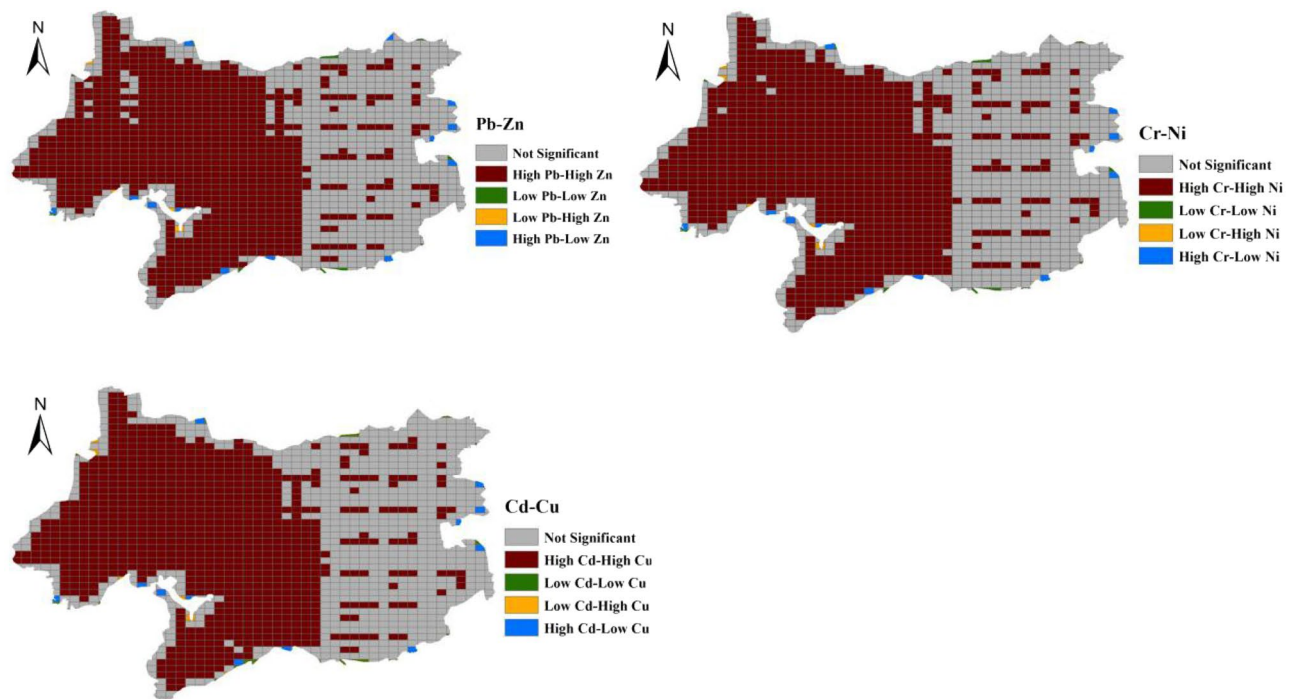 N
Pb-Zn
Not Significant
High Pb-High Zn
Low Pb-Low Zn
Low Pb-High Zn
High Pb-Low Zn
N
Cr-Ni
Not Significant
High Cr-High Ni
Low Cr-Low Ni
Low Cr-High Ni
High Cr-Low Ni
N
Cd-Cu
Not Significant
High Cd-High Cu
Low Cd-Low Cu
Low Cd-High Cu
High Cd-Low Cu